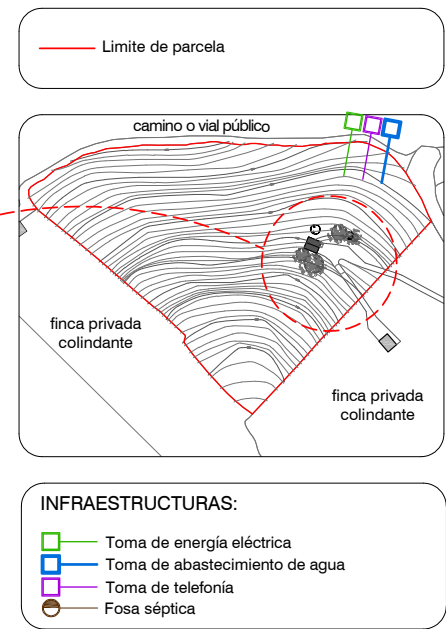 Limite de parcela
camino o vial público
finca privada
colindante
finca privada
colindante
INFRAESTRUCTURAS:
Toma de energía eléctrica
Toma de abastecimiento de agua
Toma de telefonía
Fosa séptica